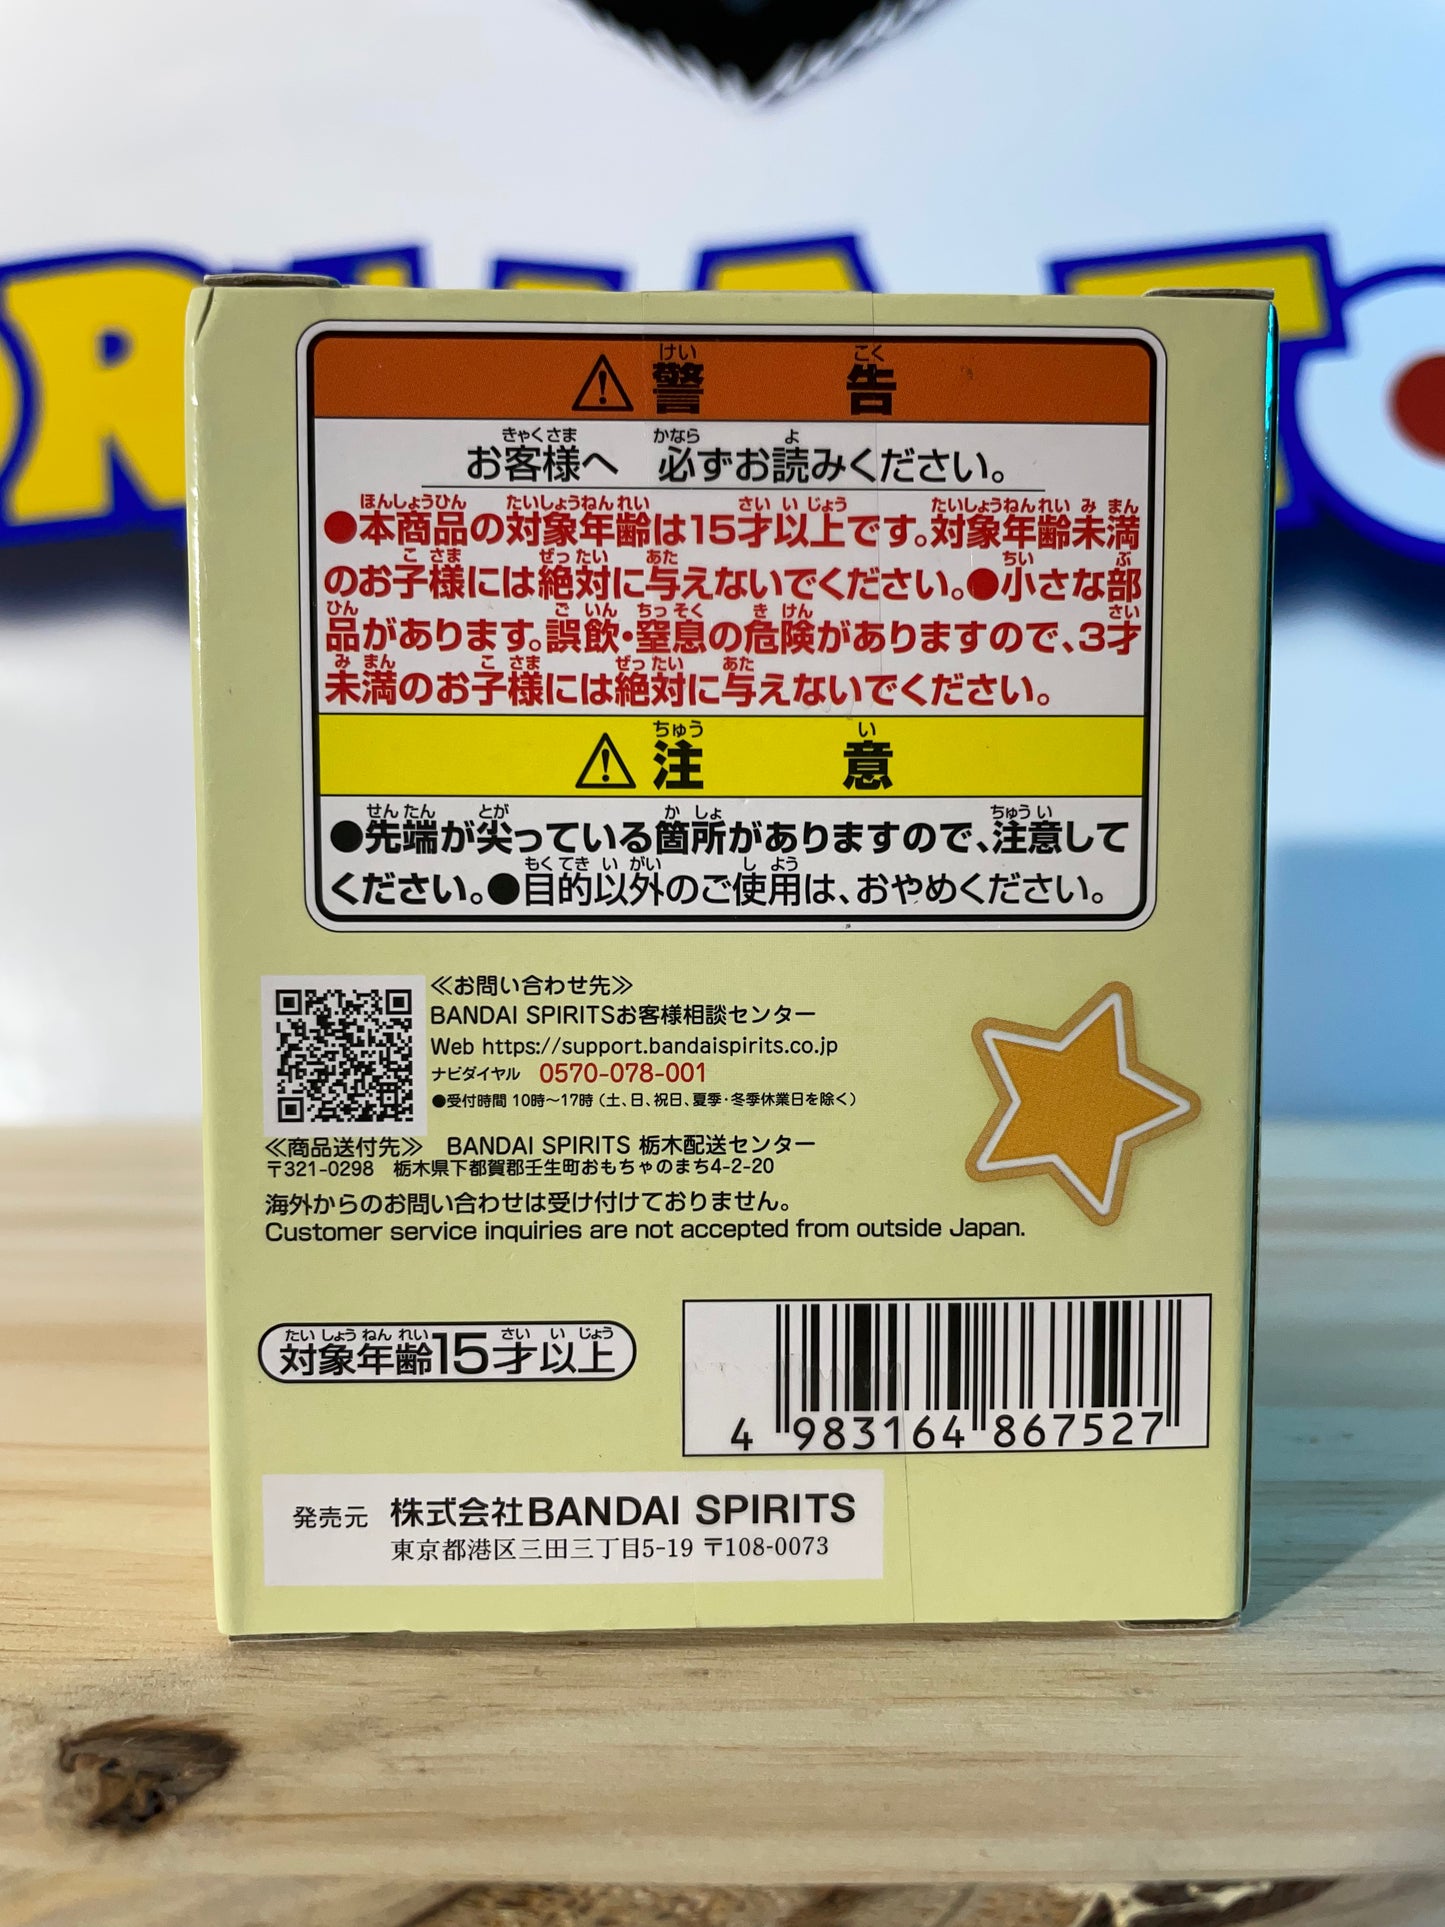 警告
お客様へ 必ずお読みください。
●本商品の対象年齢は15才以上です。対象年齢未満
のお子様には絶対に与えないでください。●小さな部
品があります。誤飲・窒息の危険がありますので、3才
未満のお子様には絶対に与えないでください。
注意
●先端が尖っている箇所がありますので、注意して
ください。●目的以外のご使用は、おやめください。
≪お問い合わせ先≫
BANDAI SPIRITSお客様相談センター
Web https://support.bandaispirits.co.jp
ナビダイヤル 0570-078-001
●受付時間 10時〜17時（土、日、祝日、夏季・冬季休業日を除く）
≪商品送付先≫ BANDAI SPIRITS 栃木配送センター
〒321-0298 栃木県下都賀郡壬生町おもちゃのまち4-2-20
海外からのお問い合わせは受け付けておりません。
Customer service inquiries are not accepted from outside Japan.
対象年齢15才以上
4 983164 867527
発売元 株式会社BANDAI SPIRITS
東京都港区三田三丁目5-19 〒108-0073